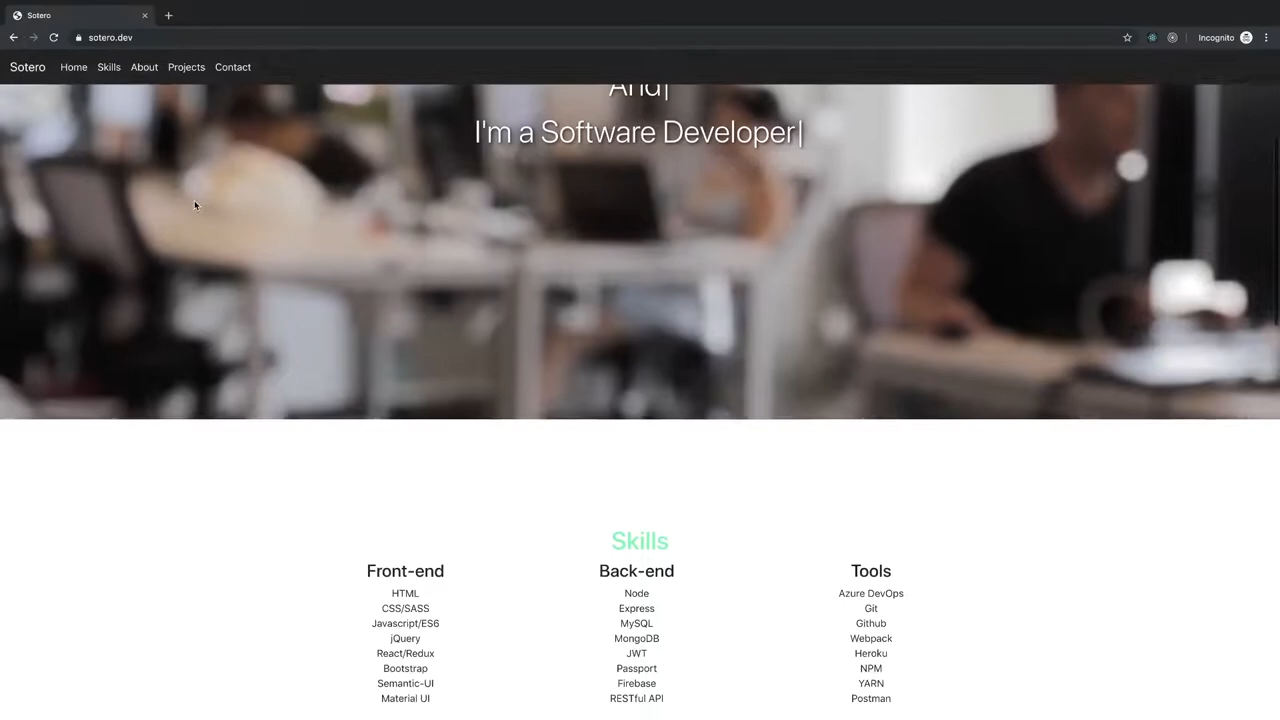 Sotero
sotero.dev
Incognito
Sotero Home Skills About Projects Contact
And|
I'm a Software Developer|
Skills
Front-end Back-end Tools
HTML Node Azure DevOps
CSS/SASS Express Git
Javascript/ES6 MySQL Github
jQuery MongoDB Webpack
React/Redux JWT Heroku
Bootstrap Passport NPM
Semantic-UI Firebase YARN
Material UI RESTful API Postman